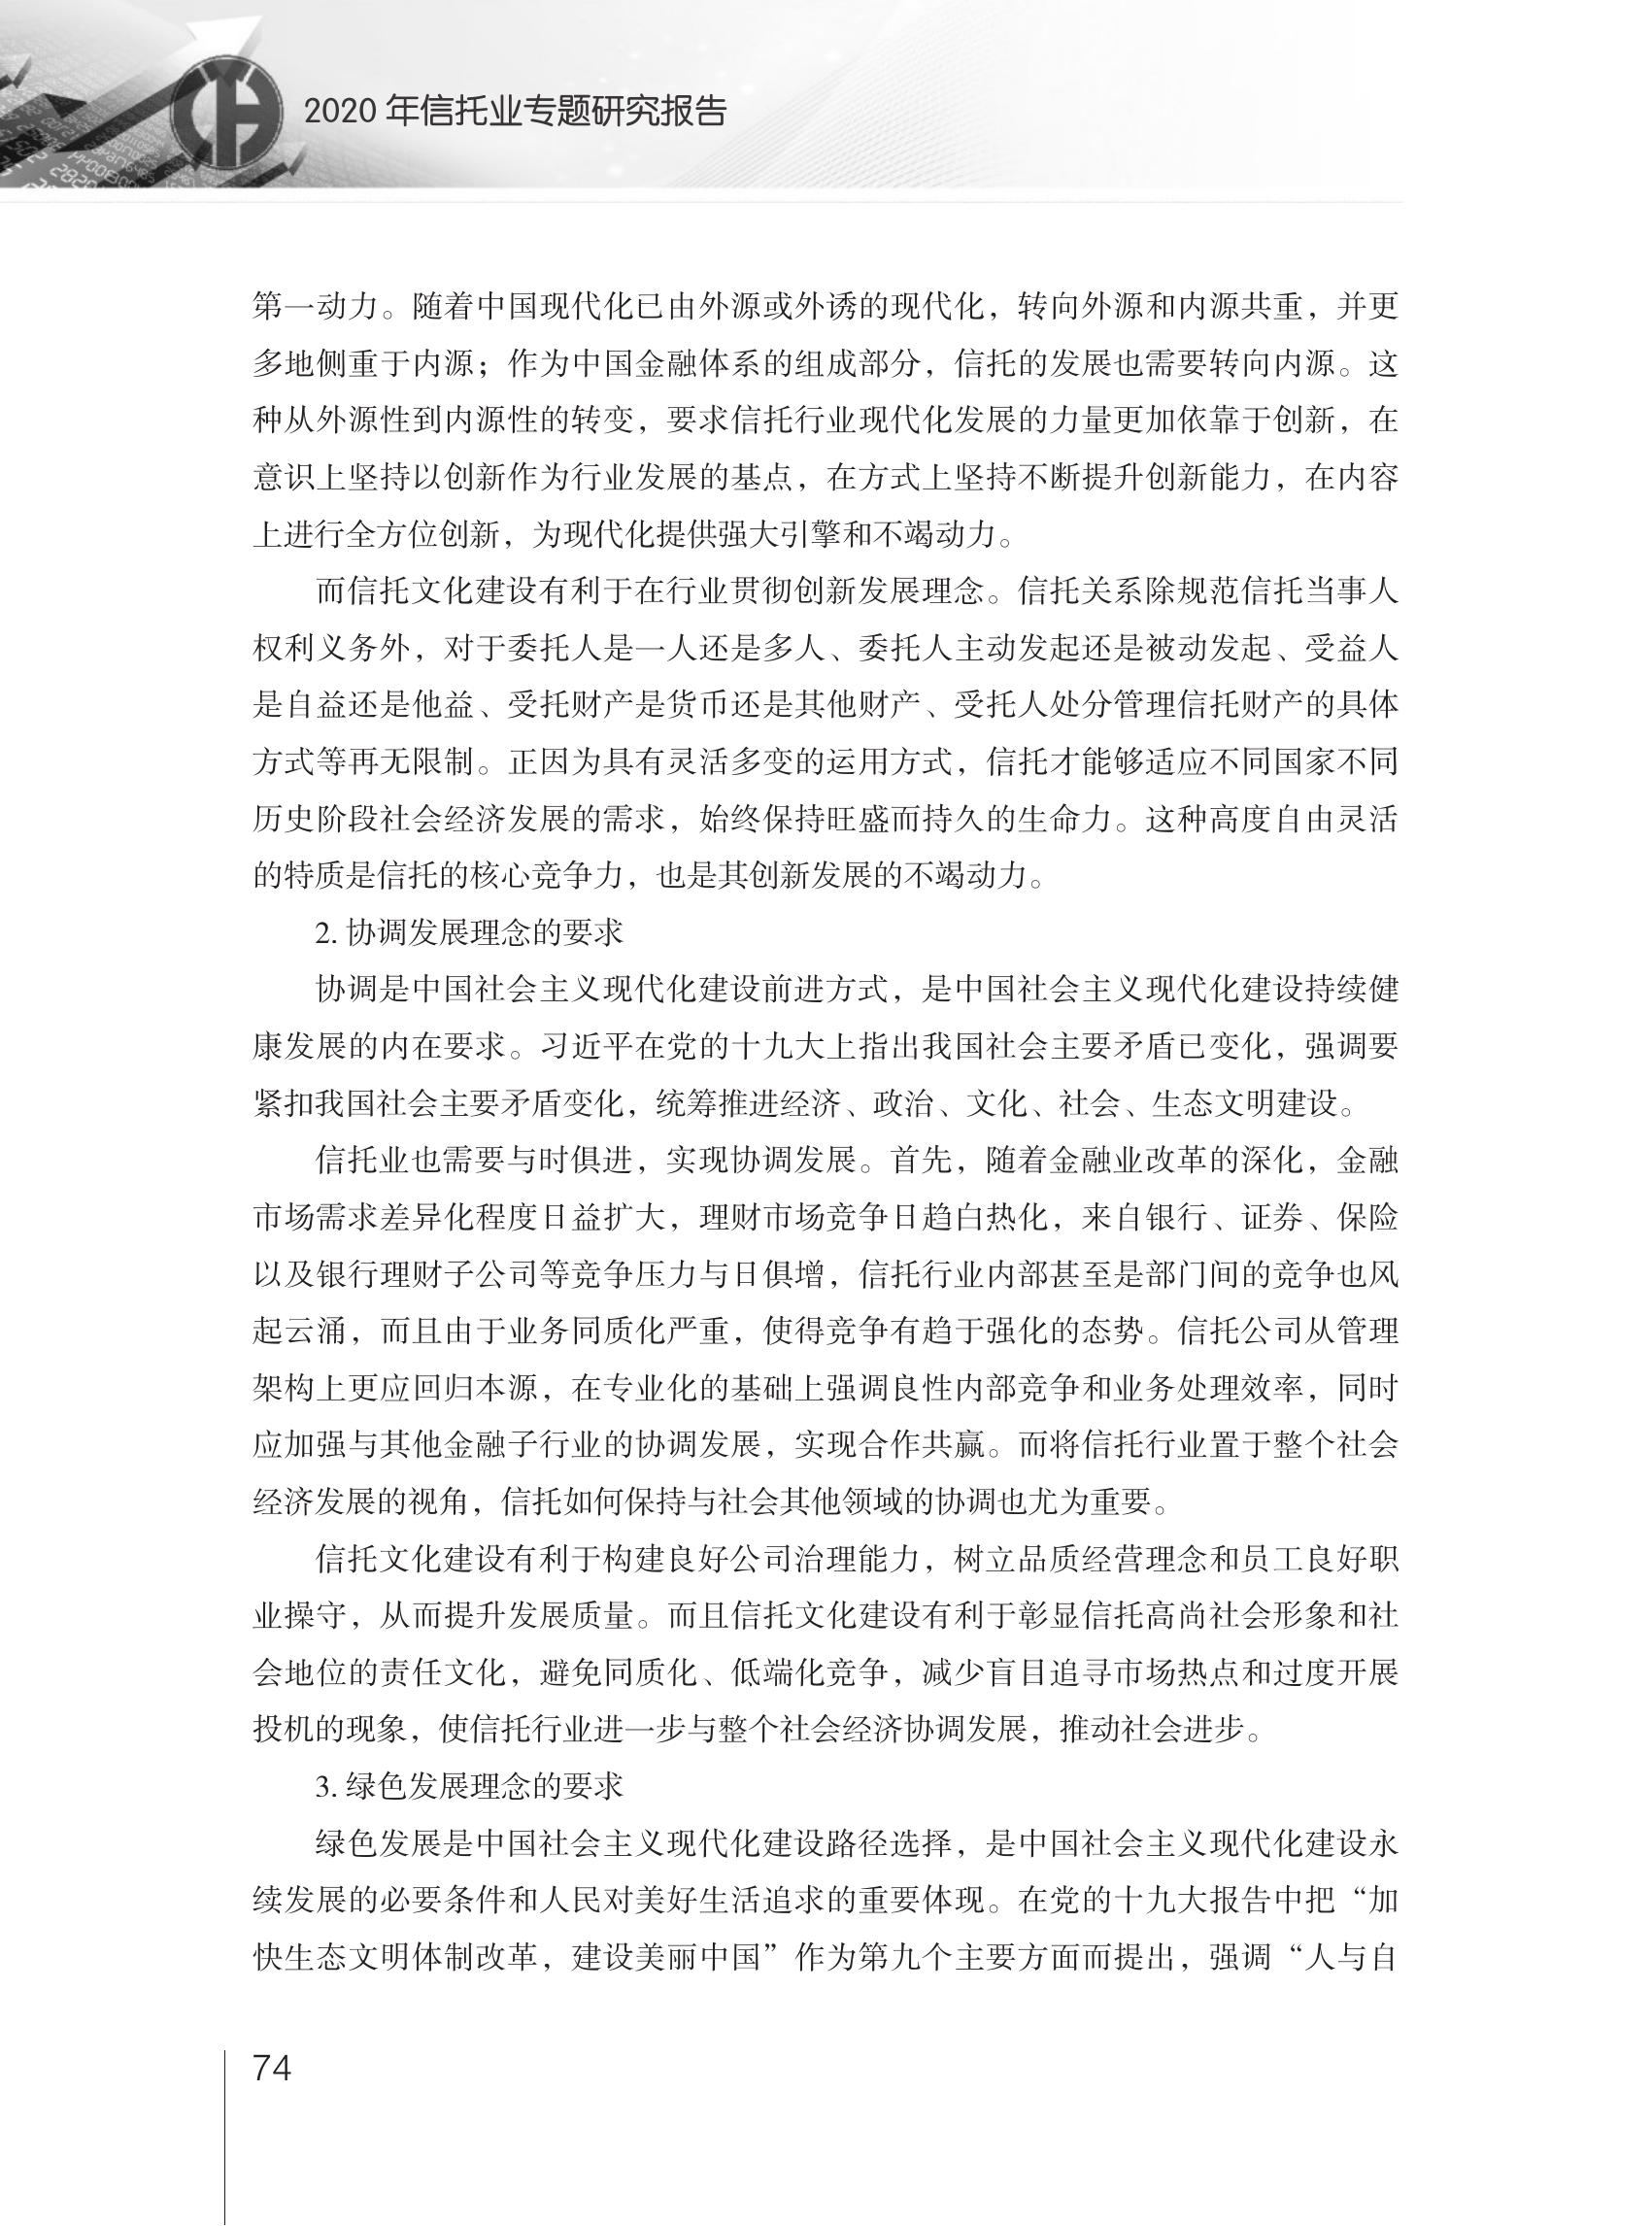 2020 年信托业专题研究报告
第一动力。随着中国现代化已由外源或外诱的现代化，转向外源和内源共重，并更
多地侧重于内源；作为中国金融体系的组成部分，信托的发展也需要转向内源。这
种从外源性到内源性的转变，要求信托行业现代化发展的力量更加依靠于创新，在
意识上坚持以创新作为行业发展的基点，在方式上坚持不断提升创新能力，在内容
上进行全方位创新，为现代化提供强大引擎和不竭动力。
而信托文化建设有利于在行业贯彻创新发展理念。信托关系除规范信托当事人
权利义务外，对于委托人是一人还是多人、委托人主动发起还是被动发起、受益人
是自益还是他益、受托财产是货币还是其他财产、受托人处分管理信托财产的具体
方式等再无限制。正因为具有灵活多变的运用方式，信托才能够适应不同国家不同
历史阶段社会经济发展的需求，始终保持旺盛而持久的生命力。这种高度自由灵活
的特质是信托的核心竞争力，也是其创新发展的不竭动力。
2. 协调发展理念的要求
协调是中国社会主义现代化建设前进方式，是中国社会主义现代化建设持续健
康发展的内在要求。习近平在党的十九大上指出我国社会主要矛盾已变化，强调要
紧扣我国社会主要矛盾变化，统筹推进经济、政治、文化、社会、生态文明建设。
信托业也需要与时俱进，实现协调发展。首先，随着金融业改革的深化，金融
市场需求差异化程度日益扩大，理财市场竞争日趋白热化，来自银行、证券、保险
以及银行理财子公司等竞争压力与日俱增，信托行业内部甚至是部门间的竞争也风
起云涌，而且由于业务同质化严重，使得竞争有趋于强化的态势。信托公司从管理
架构上更应回归本源，在专业化的基础上强调良性内部竞争和业务处理效率，同时
应加强与其他金融子行业的协调发展，实现合作共赢。而将信托行业置于整个社会
经济发展的视角，信托如何保持与社会其他领域的协调也尤为重要。
信托文化建设有利于构建良好公司治理能力，树立品质经营理念和员工良好职
业操守，从而提升发展质量。而且信托文化建设有利于彰显信托高尚社会形象和社
会地位的责任文化，避免同质化、低端化竞争，减少盲目追寻市场热点和过度开展
投机的现象，使信托行业进一步与整个社会经济协调发展，推动社会进步。
3. 绿色发展理念的要求
绿色发展是中国社会主义现代化建设路径选择，是中国社会主义现代化建设永
续发展的必要条件和人民对美好生活追求的重要体现。在党的十九大报告中把“加
快生态文明体制改革，建设美丽中国”作为第九个主要方面而提出，强调“人与自
74